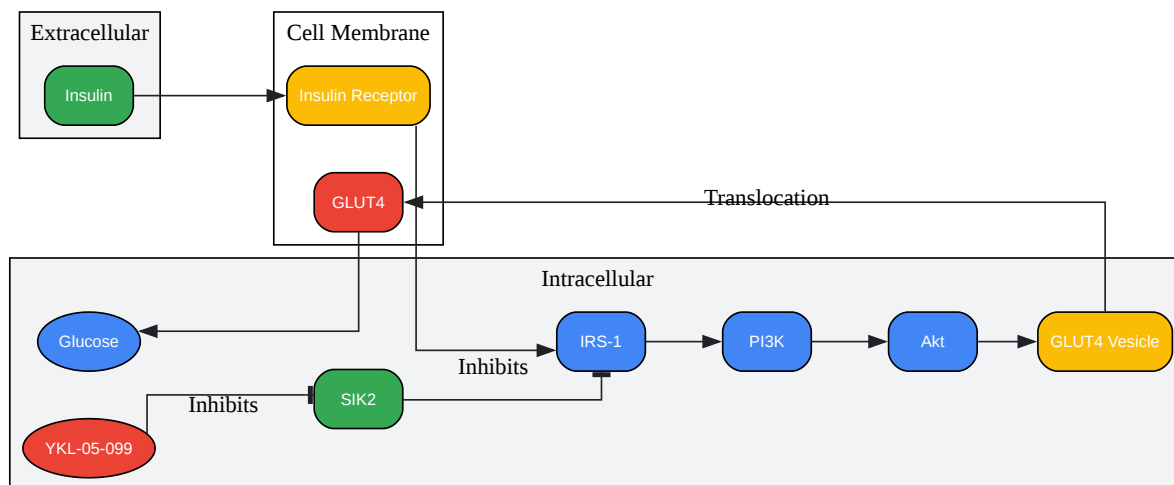 Extracellular
Cell Membrane
Insulin
Insulin Receptor
GLUT4
Translocation
Intracellular
Glucose
IRS-1
PI3K
Akt
GLUT4 Vesicle
Inhibits
SIK2
Inhibits
YKL-05-099